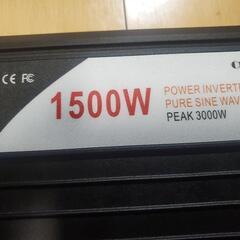 CE FC
1500W
POWER INVERTE
PURE SINE WAV
PEAK 3000W